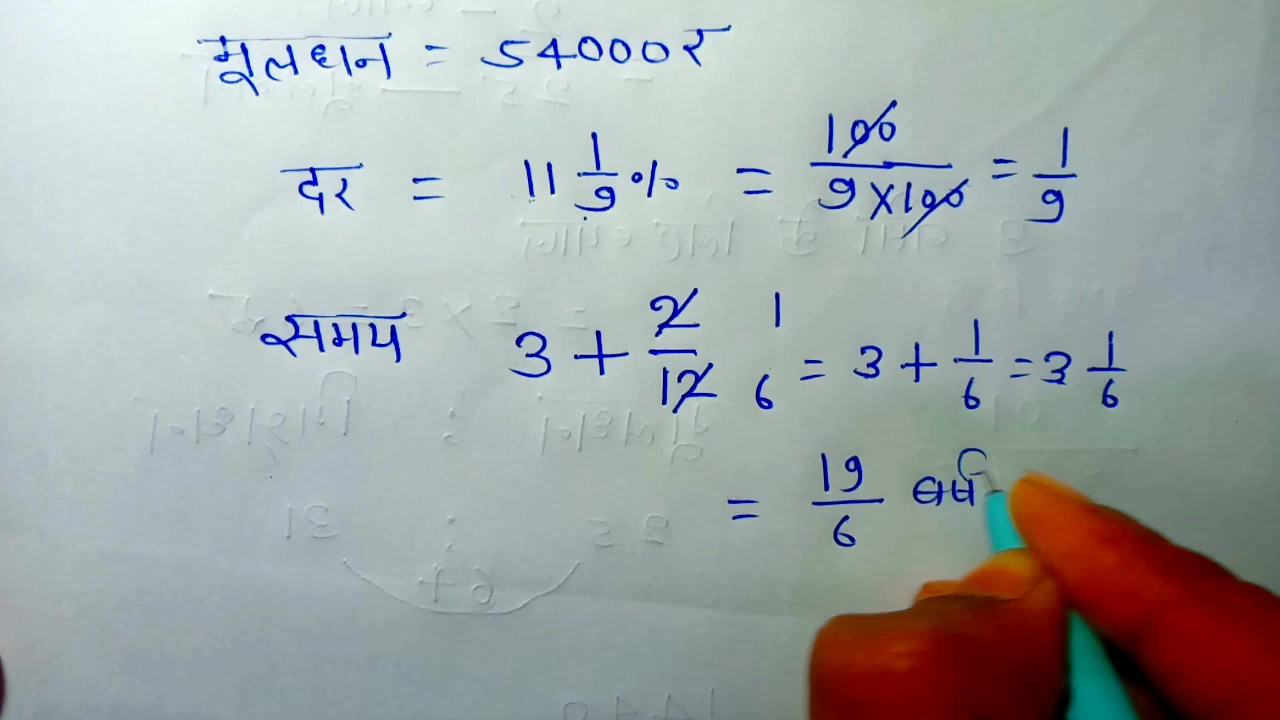 मूलधन = 54000र
दर = 11 1/9 % = 100/9×100 = 1/9
समय 3 + 2/12 1/6 = 3 + 1/6 = 3 1/6
= 19/6 वर्ष